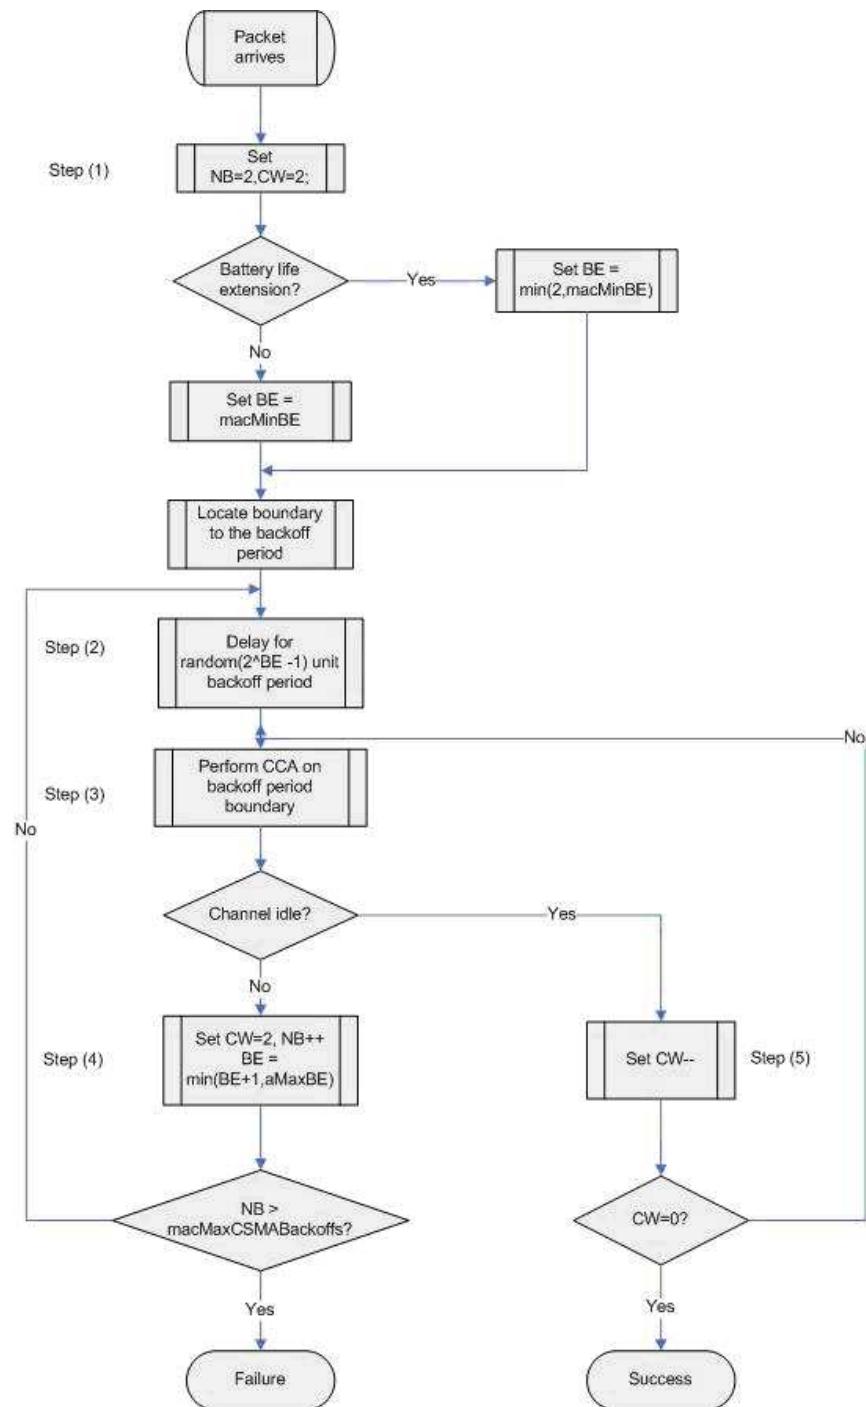 Packet
arrives
Step (1)
Set
NB=2,CW=2;
Battery life
extension?
Yes
Set BE =
min(2,macMinBE)
No
Set BE =
macMinBE
Locate boundary
to the backoff
period
Step (2)
Delay for
random(2^BE -1) unit
backoff period
No
Perform CCA on
backoff period
boundary
Step (3)
No
Channel idle?
Yes
No
Set CW=2, NB++
BE =
min(BE+1,aMaxBE)
Step (4)
Set CW--
Step (5)
NB >
macMaxCSMABackoffs?
CW=0?
Yes
Yes
Failure
Success